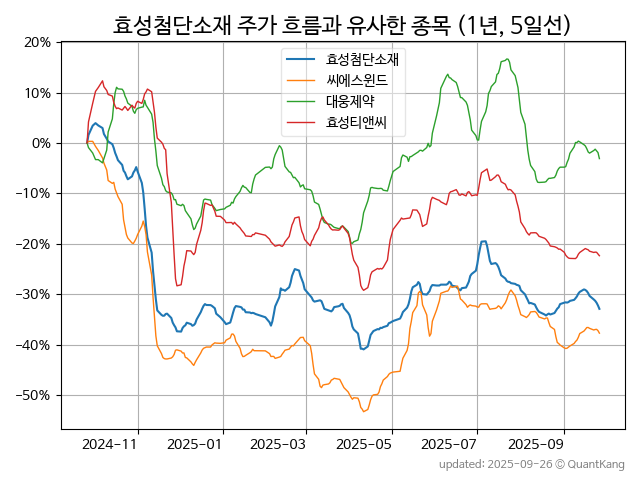 효성첨단소재 주가 흐름과 유사한 종목 (1년, 5일선)
20%
10%
0%
−10%
−20%
−30%
−40%
−50%
효성첨단소재
씨에스윈드
대웅제약
효성티앤씨
2024-11 2025-01 2025-03 2025-05 2025-07 2025-09
updated: 2025-09-26 © QuantKang